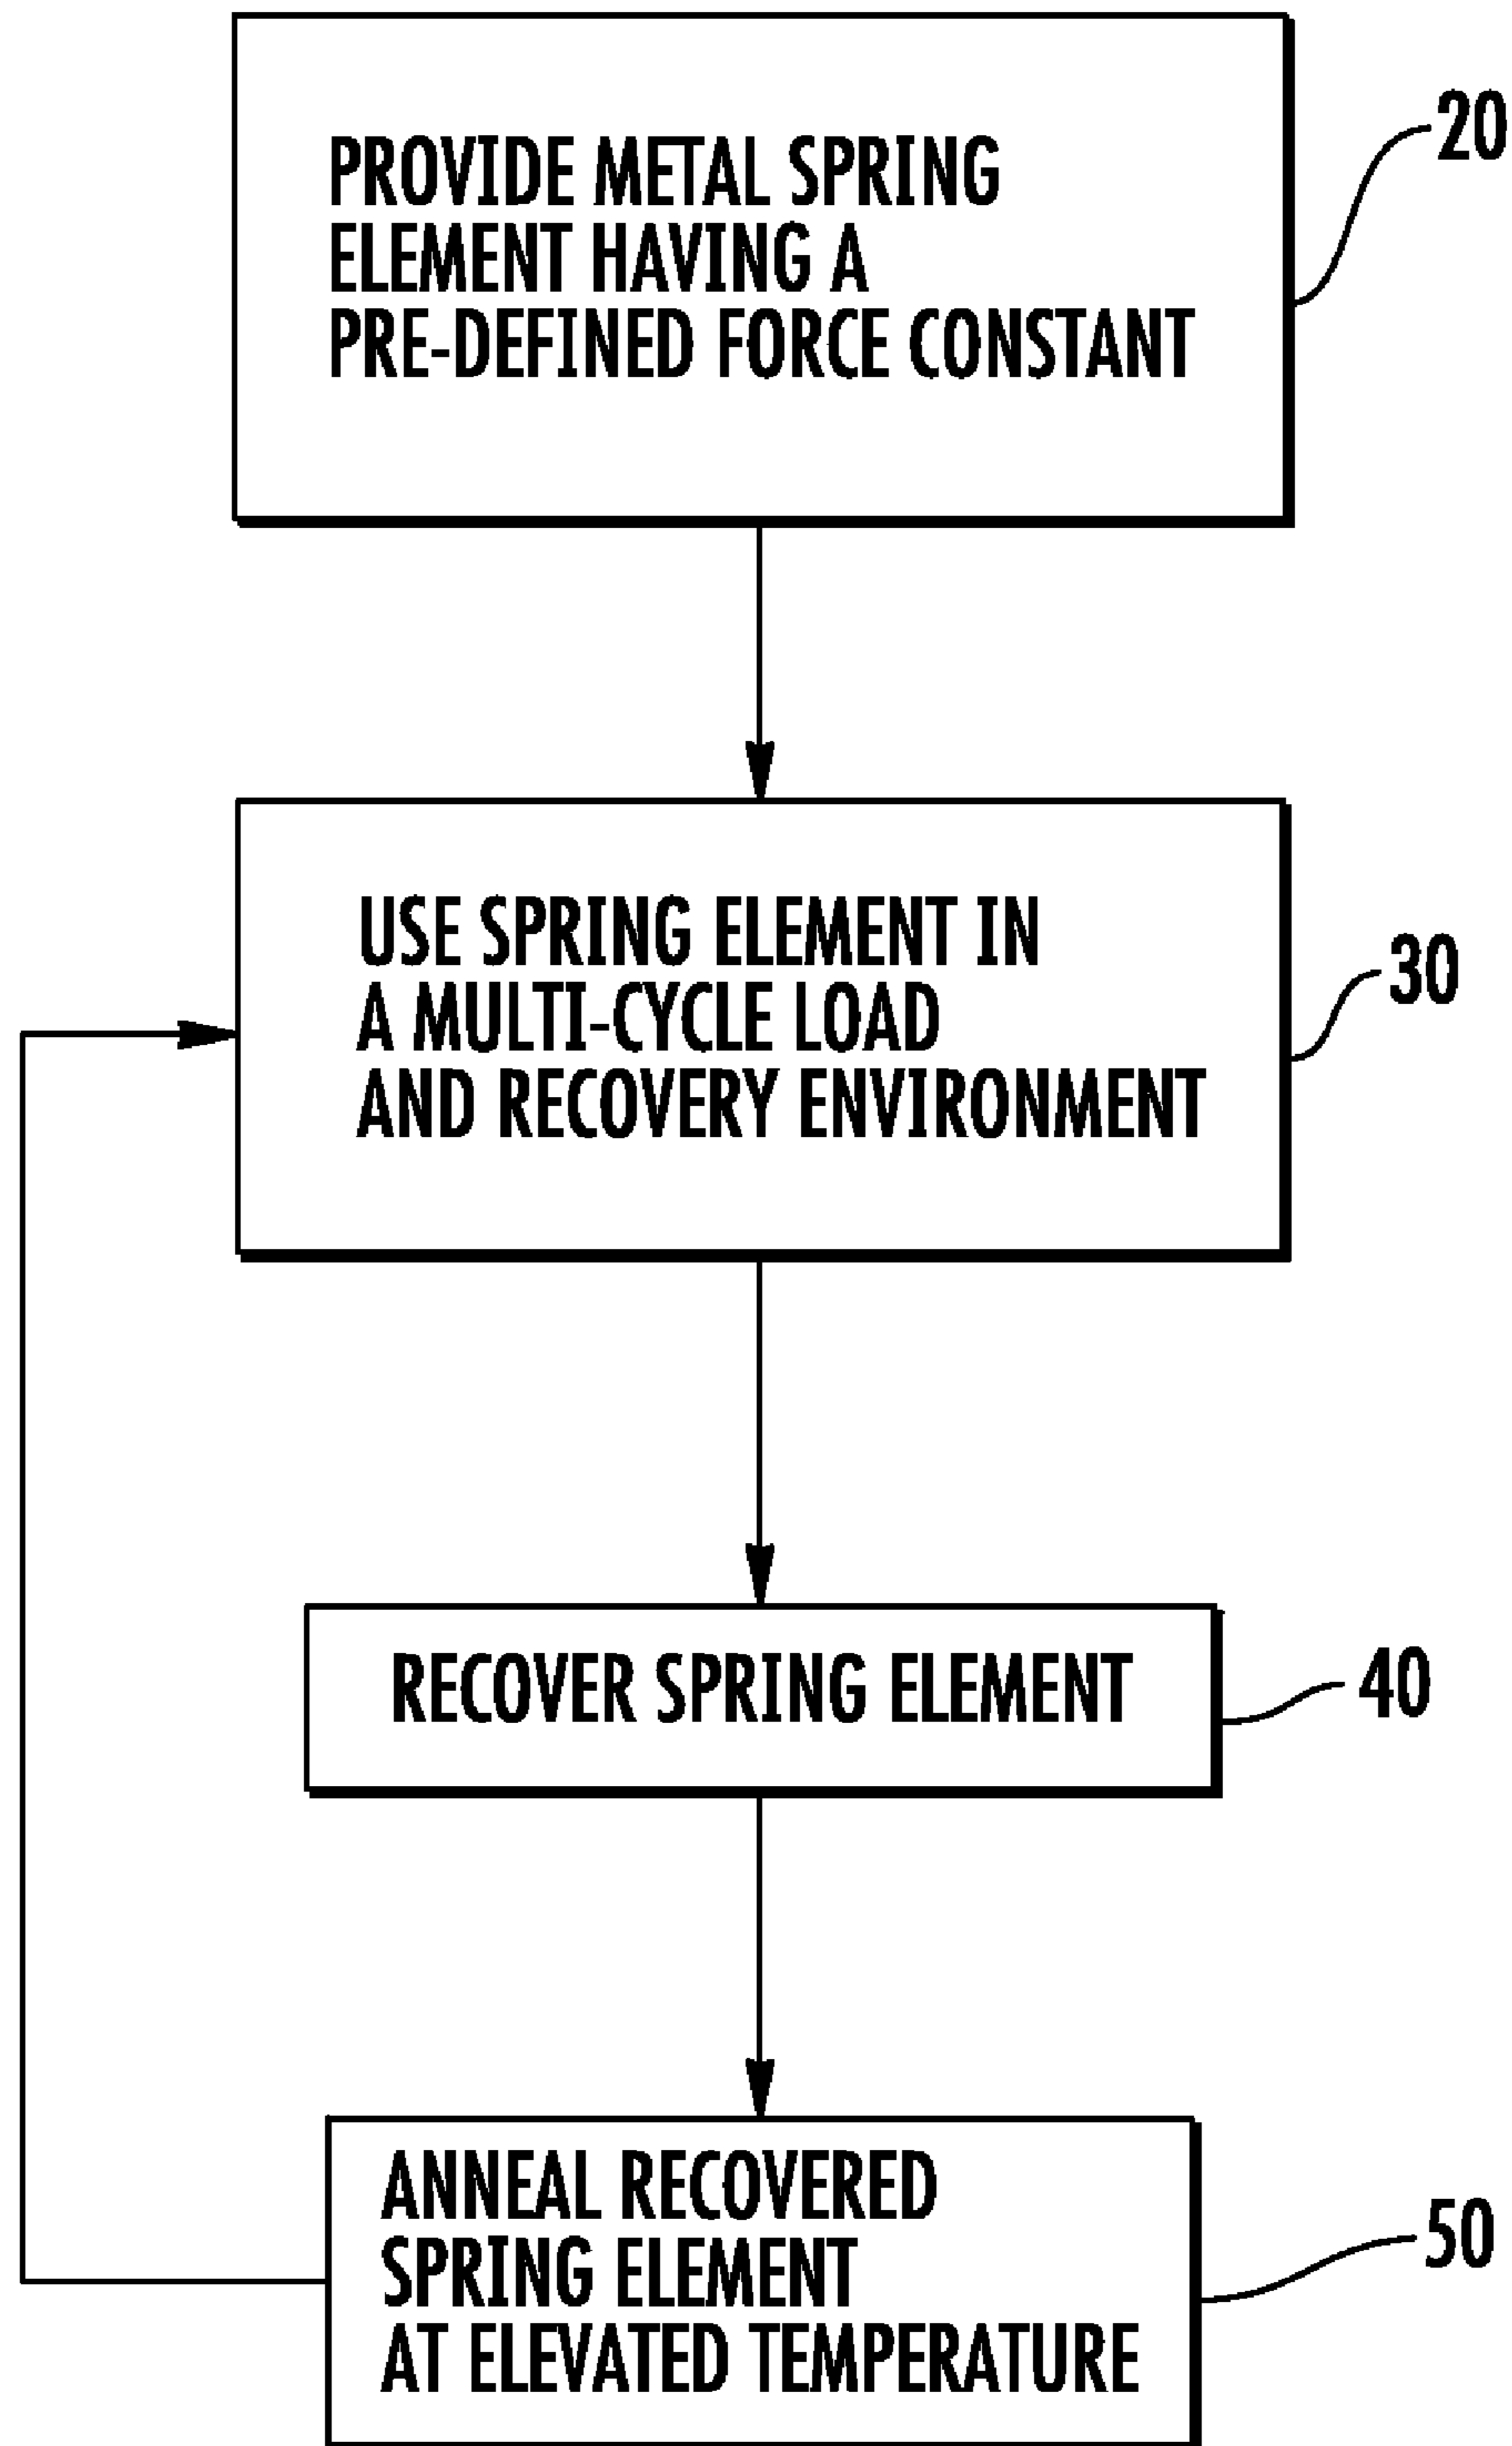 PROVIDE METAL SPRING
ELEMENT HAVING A
PRE-DEFINED FORCE CONSTANT
20
USE SPRING ELEMENT IN
A MULTI-CYCLE LOAD
AND RECOVERY ENVIRONMENT
30
RECOVER SPRING ELEMENT
40
ANNEAL RECOVERED
SPRING ELEMENT
AT ELEVATED TEMPERATURE
50